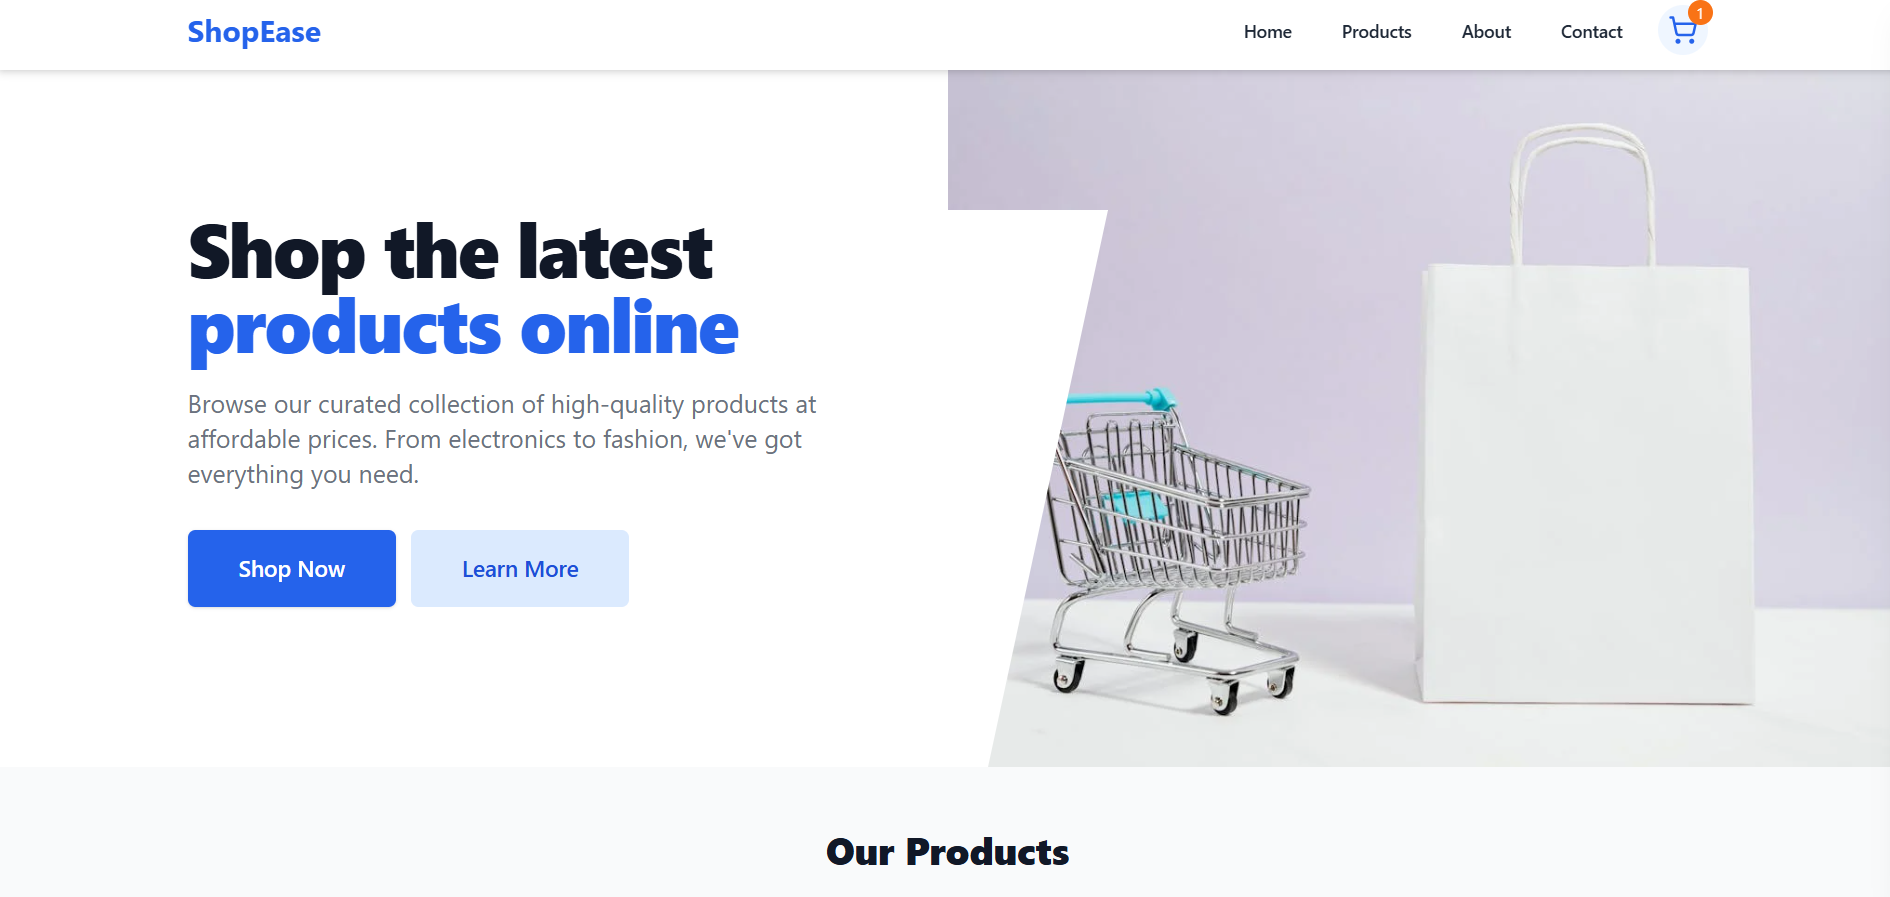 ShopEase
Home
Products
About
Contact
1
Shop the latest
products online
Browse our curated collection of high-quality products at
affordable prices. From electronics to fashion, we've got
everything you need.
Shop Now
Learn More
Our Products